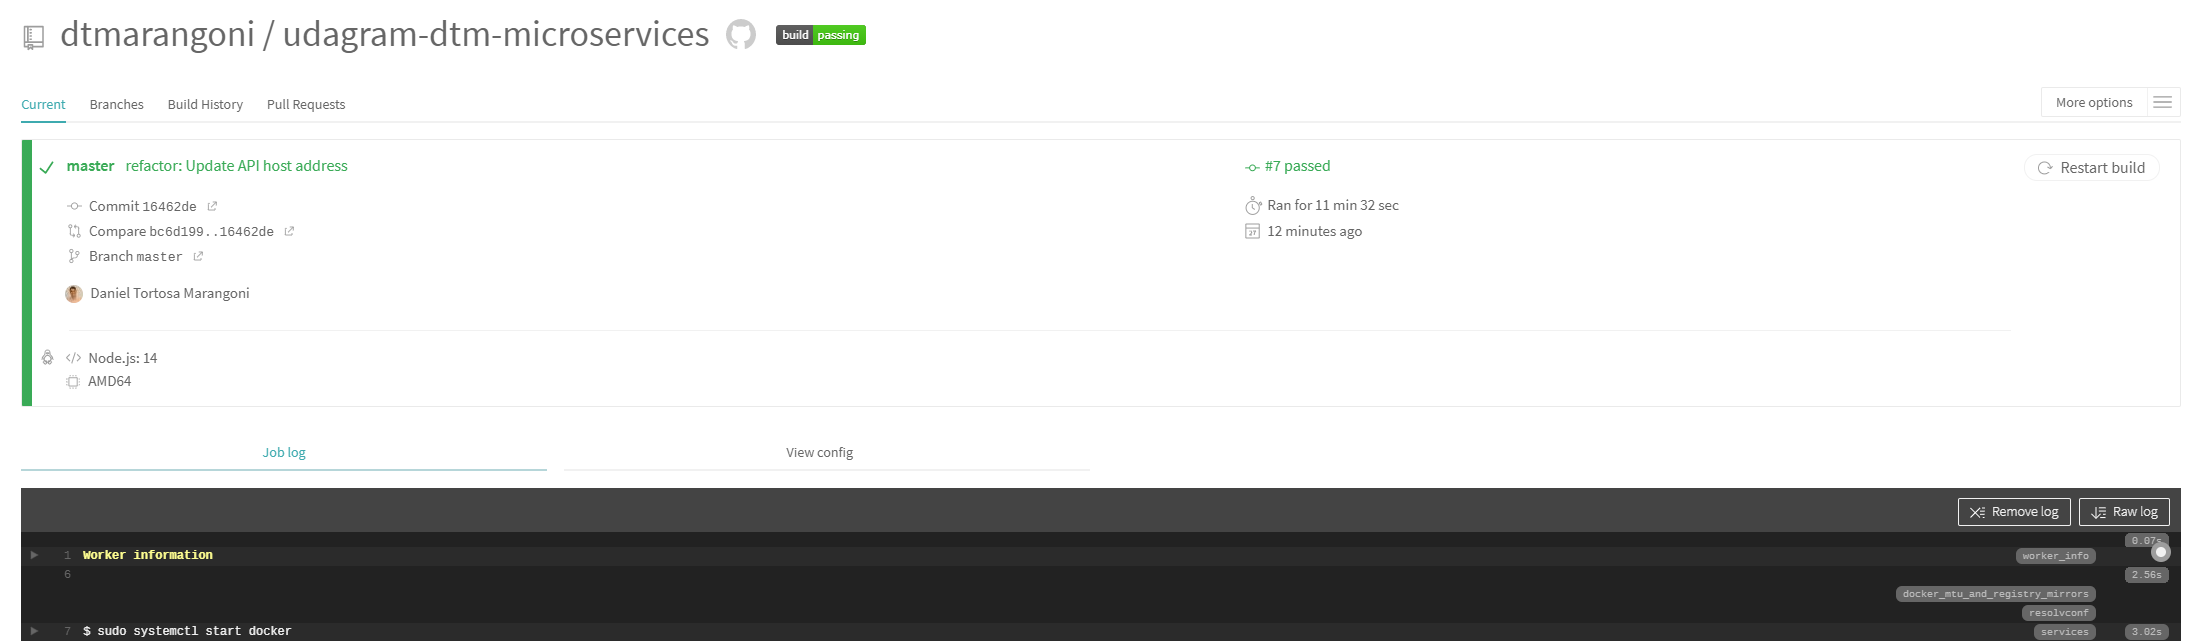 dtmarangoni / udagram-dtm-microservices build passing
Current Branches Build History Pull Requests More options
master refactor: Update API host address #7 passed Restart build
Commit 16462de Ran for 11 min 32 sec
Compare bc6d199..16462de 12 minutes ago
Branch master
Daniel Tortosa Marangoni
Node.js: 14
AMD64
Job log View config
Remove log Raw log
0.07s
1 Worker information worker_info
6 2.56s
docker_mtu_and_registry_mirrors
resolvconf
7 $ sudo systemctl start docker services 3.02s